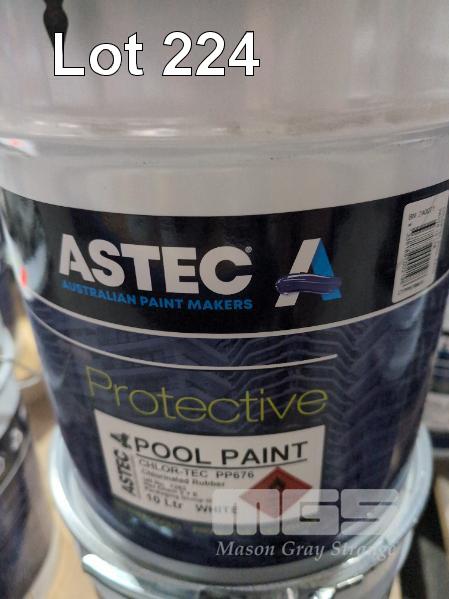 Lot 224
ASTEC®
AUSTRALIAN PAINT MAKERS
Protective
ASTEC
POOL PAINT
CHLOR-TEC PP676
Chlorinated Rubber
10 Ltr WHITE
MGS
Mason Gray Strange